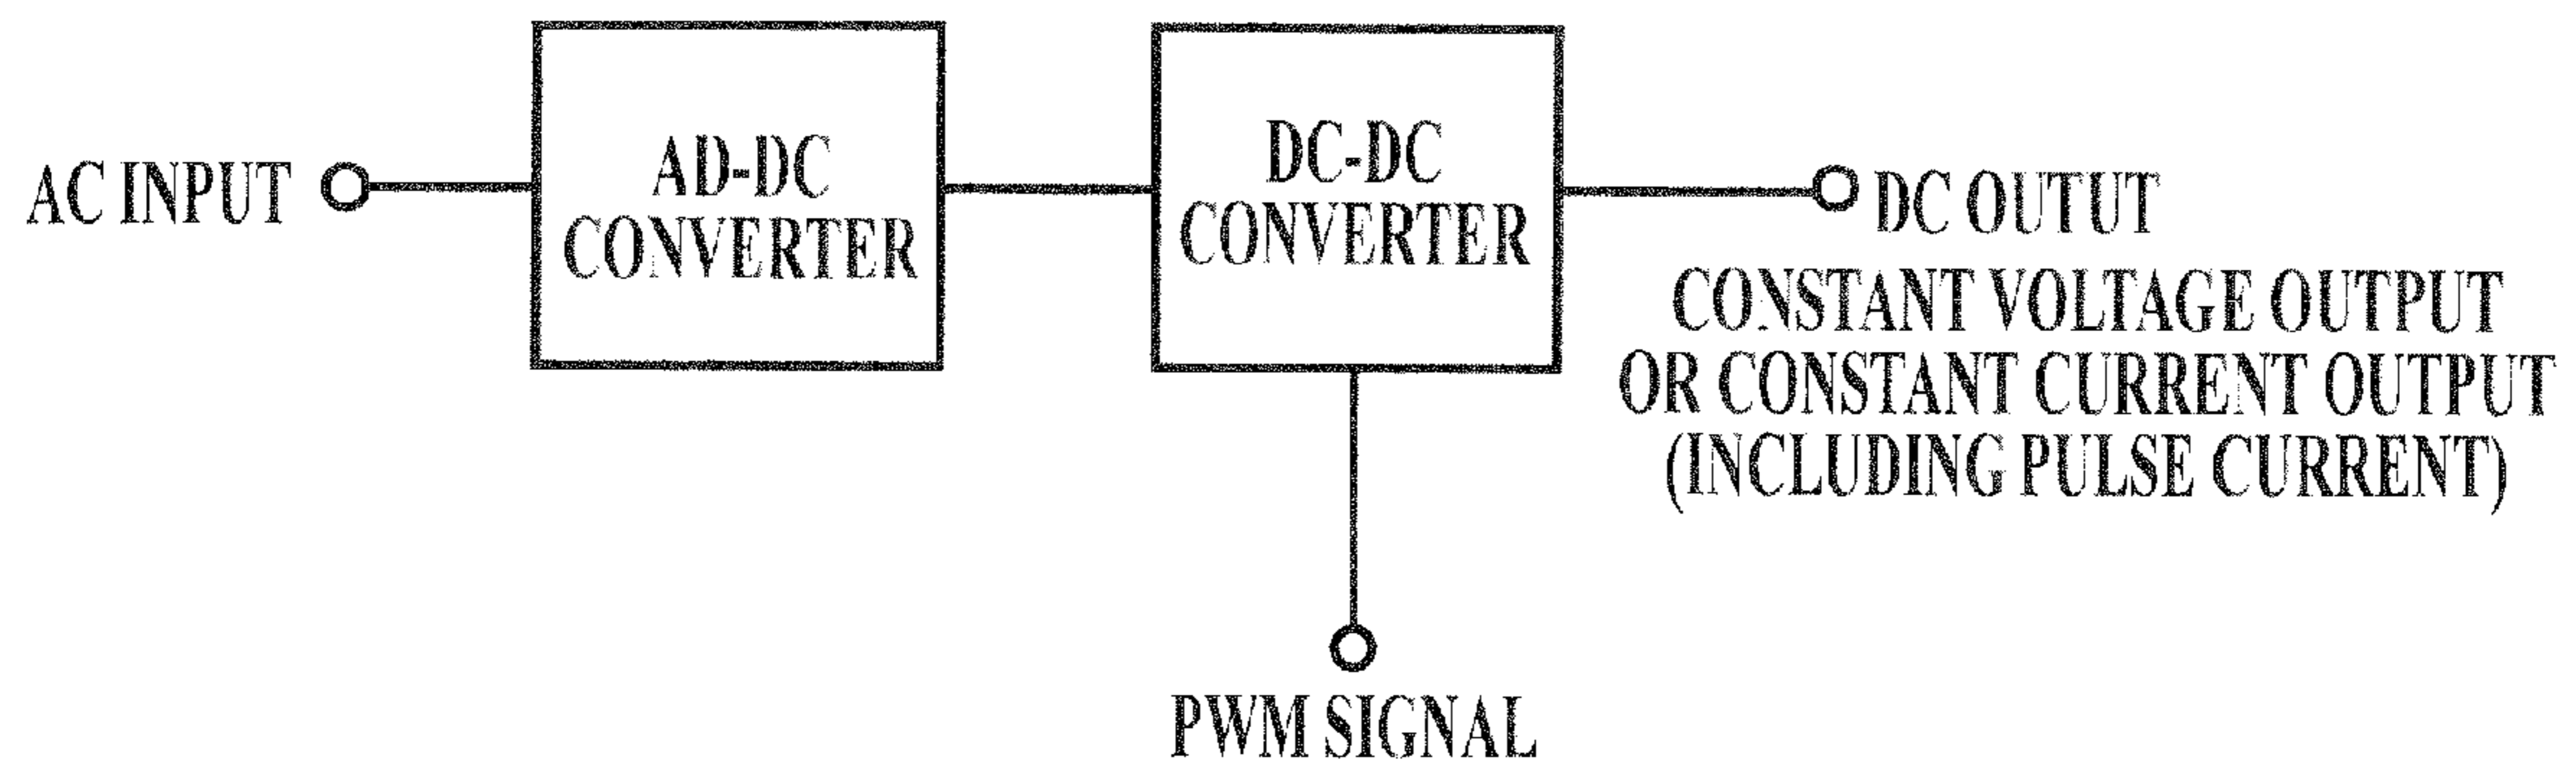 AC INPUT
AD-DC
CONVERTER
DC-DC
CONVERTER
DC OUTUT
CONSTANT VOLTAGE OUTPUT
OR CONSTANT CURRENT OUTPUT
(INCLUDING PULSE CURRENT)
PWM SIGNAL